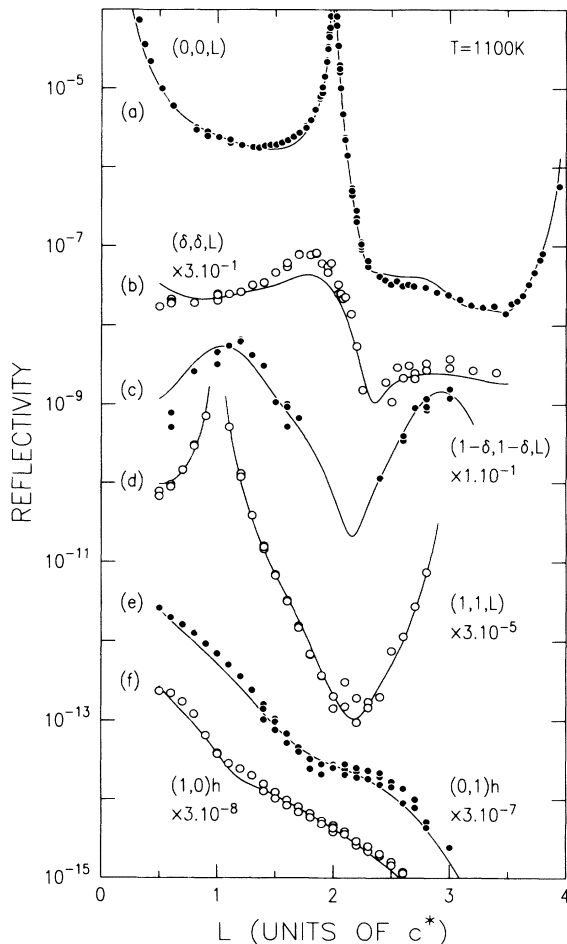 (0,0,L)
T=1100K
10⁻⁵
(a)
10⁻⁷
(δ,δ,L)
×3.10⁻¹
(b)
(c)
10⁻⁹
(1-δ,1-δ,L)
×1.10⁻¹
(d)
REFLECTIVITY
10⁻¹¹
(1,1,L)
×3.10⁻⁵
(e)
10⁻¹³
(f)
(1,0)h
×3.10⁻⁸
(0,1)h
×3.10⁻⁷
10⁻¹⁵
0 1 2 3 4
L (UNITS OF c*)